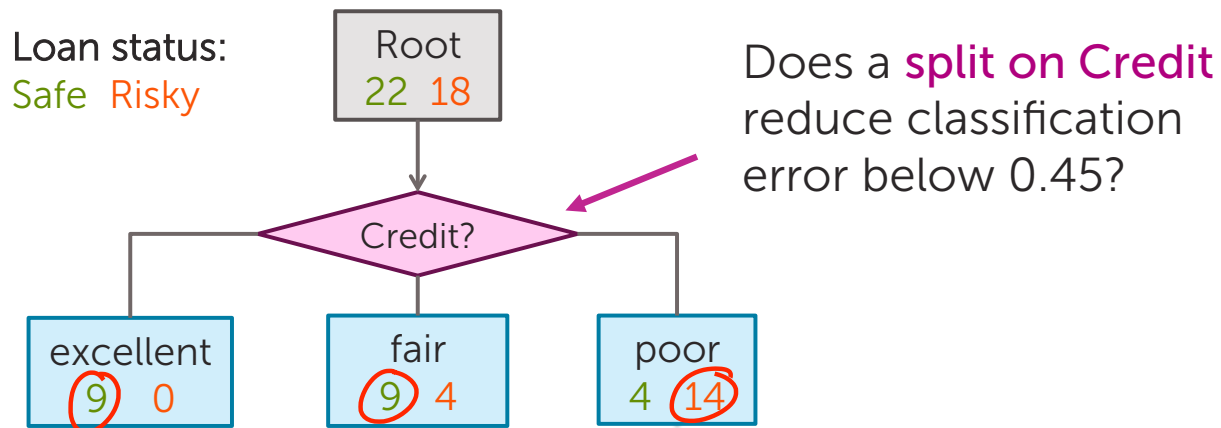 Loan status:
Safe Risky
Root
22 18
Does a split on Credit
reduce classification
error below 0.45?
Credit?
excellent
9 0
fair
9 4
poor
4 14